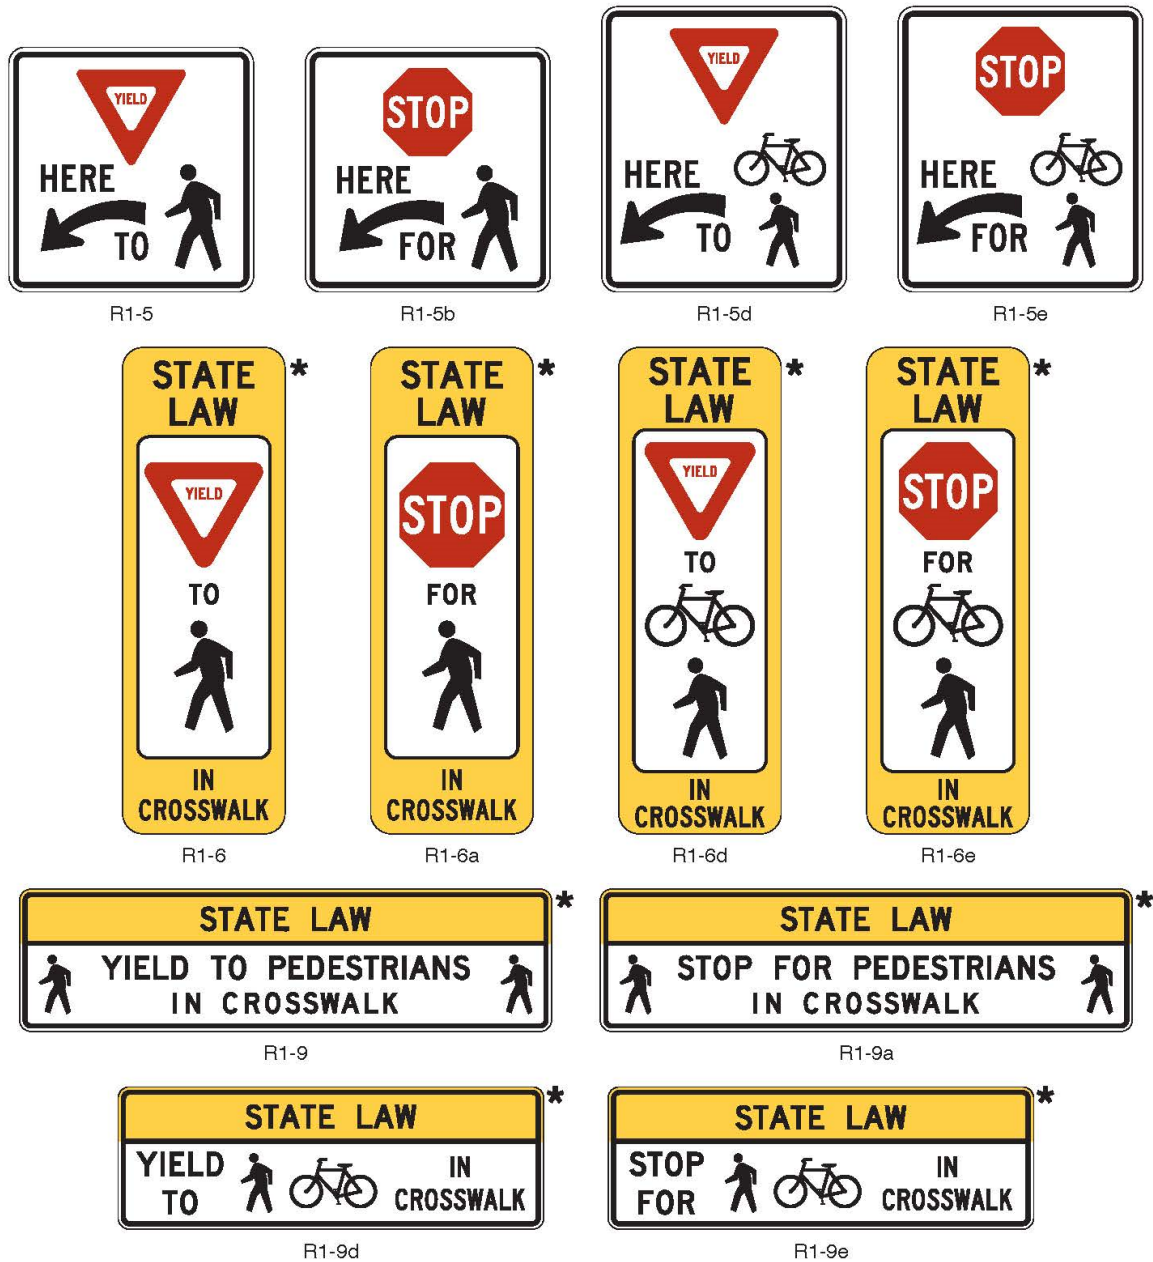 YIELD
HERE
TO
R1-5
STOP
HERE
FOR
R1-5b
YIELD
HERE
TO
R1-5d
STOP
HERE
FOR
R1-5e
STATE *
LAW
YIELD
TO
IN
CROSSWALK
R1-6
STATE *
LAW
STOP
FOR
IN
CROSSWALK
R1-6a
STATE *
LAW
YIELD
TO
IN
CROSSWALK
R1-6d
STATE *
LAW
STOP
FOR
IN
CROSSWALK
R1-6e
STATE LAW *
YIELD TO PEDESTRIANS
IN CROSSWALK
R1-9
STATE LAW *
STOP FOR PEDESTRIANS
IN CROSSWALK
R1-9a
STATE LAW *
YIELD
TO
IN
CROSSWALK
R1-9d
STATE LAW *
STOP
FOR
IN
CROSSWALK
R1-9e